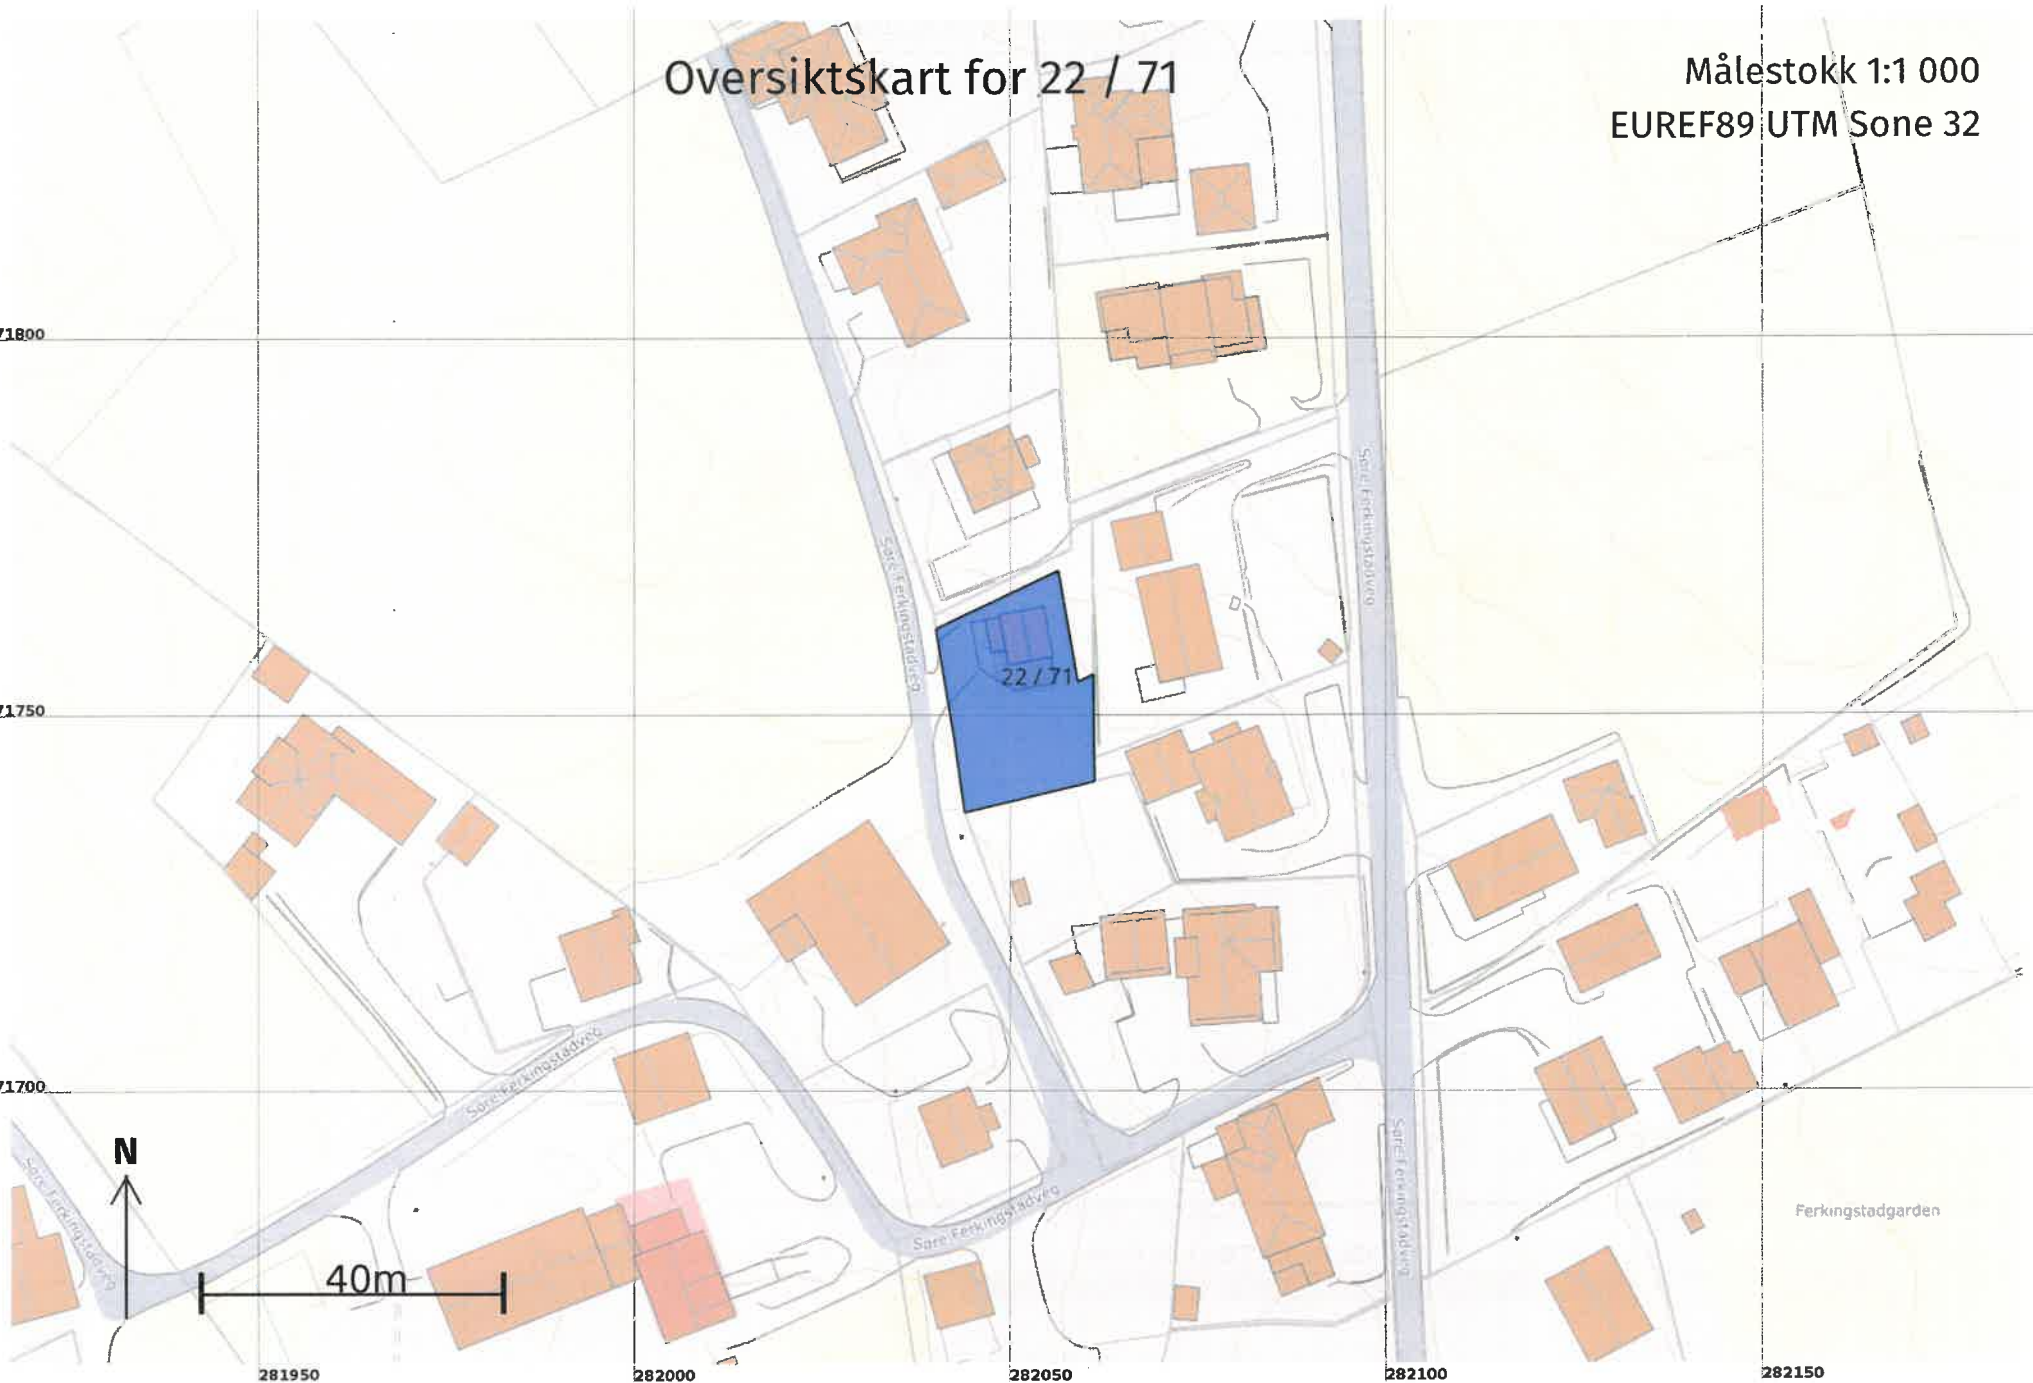 Oversiktskart for 22 / 71
Målestokk 1:1 000
EUREF89 UTM Sone 32
71800
Søre Ferkingstadveg
Søre Ferkingstadveg
22 / 71
71750
Søre Ferkingstadveg
Søre Ferkingstadveg
71700
N
Søre Ferkingstadveg
Søre Ferkingstadveg
Ferkingstadgarden
40m
281950
282000
282050
282100
282150